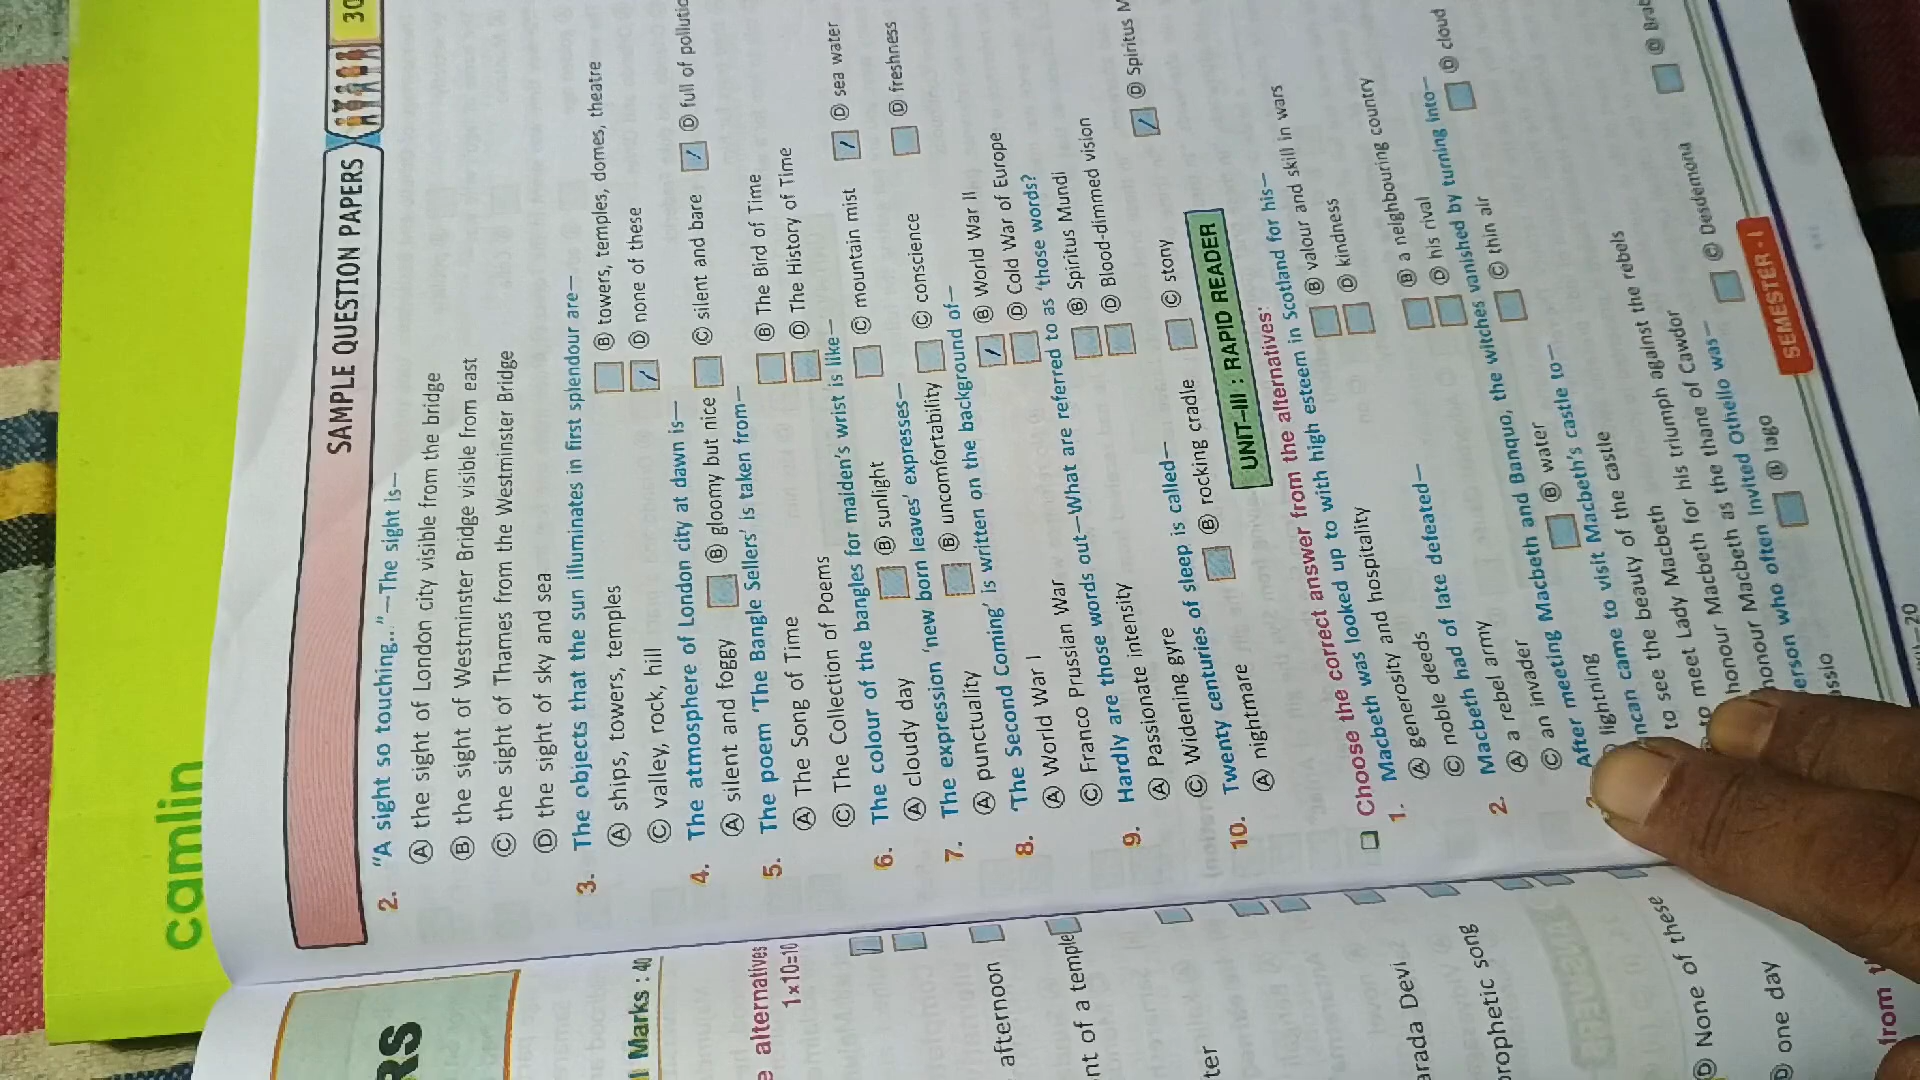 camlin
SAMPLE QUESTION PAPERS
30
2. "A sight so touching..."—The sight is—
Ⓐ the sight of London city visible from the bridge
Ⓑ the sight of Westminster Bridge visible from east
Ⓒ the sight of Thames from the Westminster Bridge
Ⓓ the sight of sky and sea
3. The objects that the sun illuminates in first splendour are—
Ⓐ ships, towers, temples Ⓑ towers, temples, domes, theatre
Ⓒ valley, rock, hill Ⓓ none of these
4. The atmosphere of London city at dawn is—
Ⓐ silent and foggy Ⓑ gloomy but nice Ⓒ silent and bare Ⓓ full of pollutio
5. The poem 'The Bangle Sellers' is taken from—
Ⓐ The Song of Time Ⓑ The Bird of Time
Ⓒ The Collection of Poems Ⓓ The History of Time
6. The colour of the bangles for maiden's wrist is like—
Ⓐ cloudy day Ⓑ sunlight Ⓒ mountain mist Ⓓ sea water
7. The expression 'new born leaves' expresses—
Ⓐ punctuality Ⓑ uncomfortability Ⓒ conscience Ⓓ freshness
8. 'The Second Coming' is written on the background of—
Ⓐ World War I Ⓑ World War II
Ⓒ Franco Prussian War Ⓓ Cold War of Europe
9. Hardly are those words out—What are referred to as 'those words?
Ⓐ Passionate intensity Ⓑ Spiritus Mundi
Ⓒ Widening gyre Ⓓ Blood-dimmed vision
10. Twenty centuries of sleep is called—
Ⓐ nightmare Ⓑ rocking cradle Ⓒ stony Ⓓ Spiritus M
UNIT–III : RAPID READER
Choose the correct answer from the alternatives:
1. Macbeth was looked up to with high esteem in Scotland for his—
Ⓐ generosity and hospitality Ⓑ valour and skill in wars
Ⓒ noble deeds Ⓓ kindness
2. Macbeth had of late defeated—
Ⓐ a rebel army Ⓑ a neighbouring country
Ⓒ an invader Ⓓ his rival
After meeting Macbeth and Banquo, the witches vanished by turning into—
lightning Ⓑ water Ⓒ thin air Ⓓ cloud
ncan came to visit Macbeth's castle to—
to see the beauty of the castle
to meet Lady Macbeth
honour Macbeth for his triumph against the rebels
honour Macbeth as the thane of Cawdor
erson who often invited Othello was—
ssio Ⓑ Iago Ⓒ Desdemona Ⓓ Brab
SEMESTER - I
—20
RS
l Marks : 40
e alternatives
1×10=10
afternoon
nt of a temple
ter
arada Devi
prophetic song
Ⓓ None of these
Ⓓ one day
from t